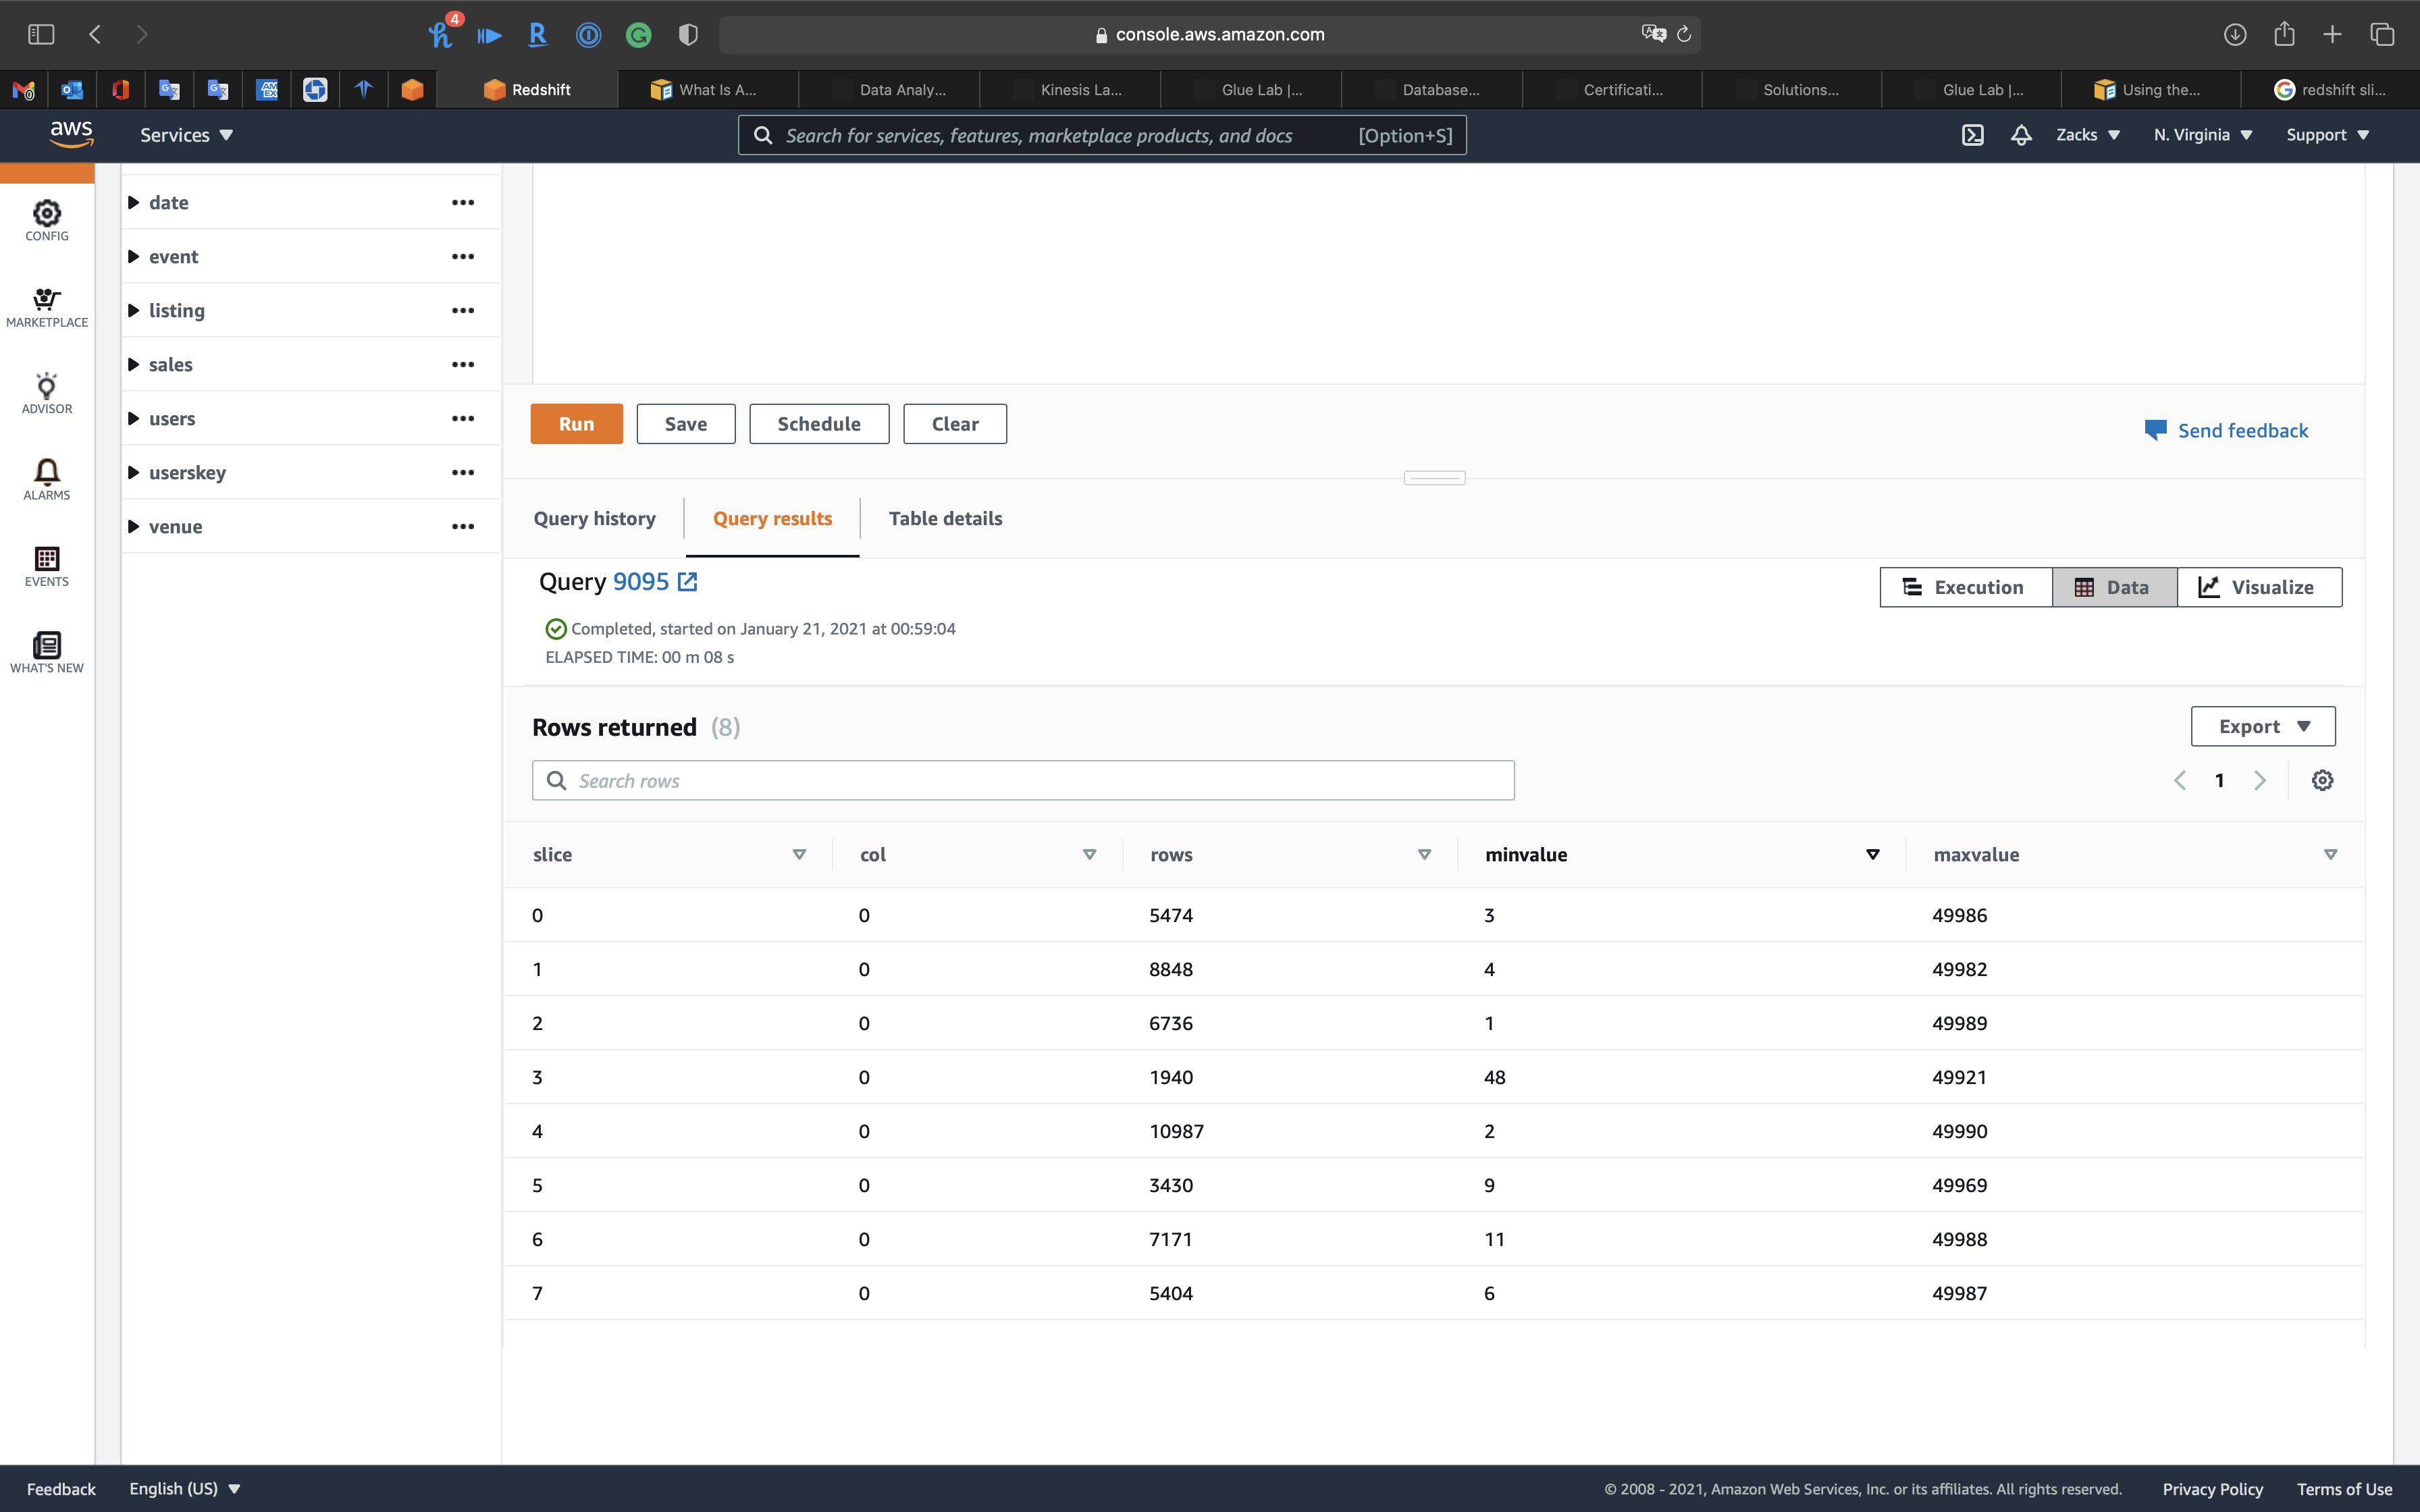 4
console.aws.amazon.com
Redshift
What Is A...
Data Analy...
Kinesis La...
Glue Lab |...
Database...
Certificati...
Solutions...
Glue Lab |...
Using the...
redshift sli...
aws
Services
Search for services, features, marketplace products, and docs [Option+S]
Zacks
N. Virginia
Support
CONFIG
MARKETPLACE
ADVISOR
ALARMS
EVENTS
WHAT'S NEW
date
event
listing
sales
users
userskey
venue
Run Save Schedule Clear
Send feedback
Query history Query results Table details
Query 9095
Execution Data Visualize
Completed, started on January 21, 2021 at 00:59:04
ELAPSED TIME: 00 m 08 s
Rows returned (8)
Export
Search rows
1
slice col rows minvalue maxvalue
0 0 5474 3 49986
1 0 8848 4 49982
2 0 6736 1 49989
3 0 1940 48 49921
4 0 10987 2 49990
5 0 3430 9 49969
6 0 7171 11 49988
7 0 5404 6 49987
Feedback English (US) © 2008 - 2021, Amazon Web Services, Inc. or its affiliates. All rights reserved. Privacy Policy Terms of Use